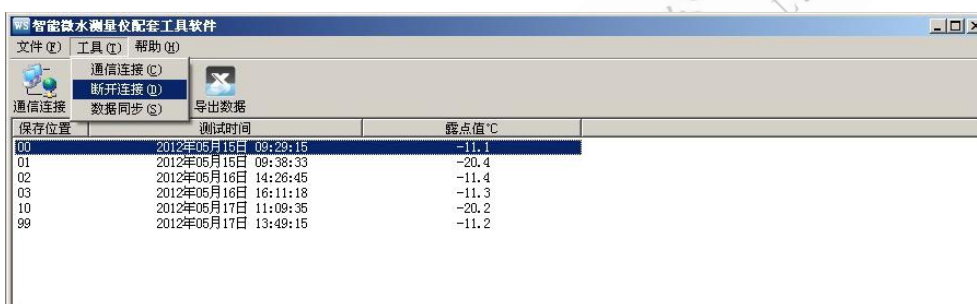 WS 智能微水测量仪配套工具软件
文件(F) 工具(T) 帮助(H)
通信连接(C)
断开连接(D)
数据同步(S)
通信连接 导出数据
保存位置 测试时间 露点值℃
00 2012年05月15日 09:29:15 -11.1
01 2012年05月15日 09:38:33 -20.4
02 2012年05月16日 14:26:45 -11.4
03 2012年05月16日 16:11:18 -11.3
10 2012年05月17日 11:09:35 -20.2
99 2012年05月17日 13:49:15 -11.2